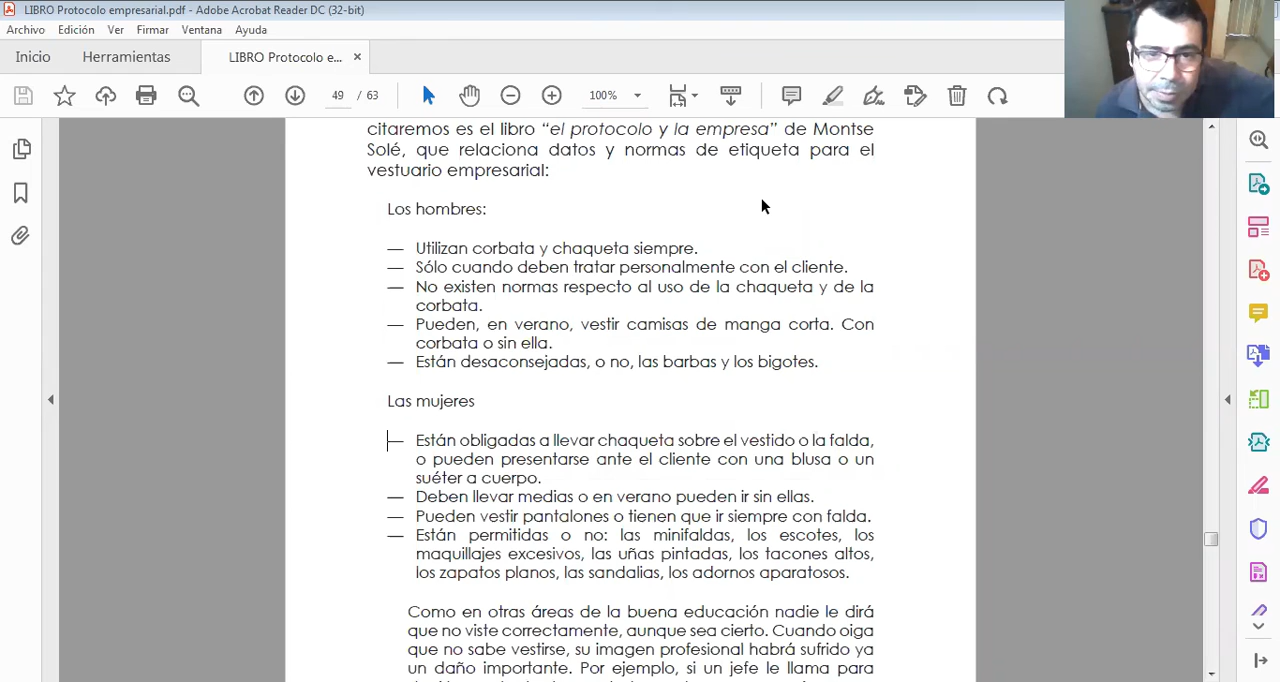 LIBRO Protocolo empresarial.pdf - Adobe Acrobat Reader DC (32-bit)
Archivo Edición Ver Firmar Ventana Ayuda
Inicio Herramientas LIBRO Protocolo e... ×
49 / 63 100%
citaremos es el libro “el protocolo y la empresa” de Montse
Solé, que relaciona datos y normas de etiqueta para el
vestuario empresarial:
Los hombres:
— Utilizan corbata y chaqueta siempre.
— Sólo cuando deben tratar personalmente con el cliente.
— No existen normas respecto al uso de la chaqueta y de la
corbata.
— Pueden, en verano, vestir camisas de manga corta. Con
corbata o sin ella.
— Están desaconsejadas, o no, las barbas y los bigotes.
Las mujeres
— Están obligadas a llevar chaqueta sobre el vestido o la falda,
o pueden presentarse ante el cliente con una blusa o un
suéter a cuerpo.
— Deben llevar medias o en verano pueden ir sin ellas.
— Pueden vestir pantalones o tienen que ir siempre con falda.
— Están permitidas o no: las minifaldas, los escotes, los
maquillajes excesivos, las uñas pintadas, los tacones altos,
los zapatos planos, las sandalias, los adornos aparatosos.
Como en otras áreas de la buena educación nadie le dirá
que no viste correctamente, aunque sea cierto. Cuando oiga
que no sabe vestirse, su imagen profesional habrá sufrido ya
un daño importante. Por ejemplo, si un jefe le llama para